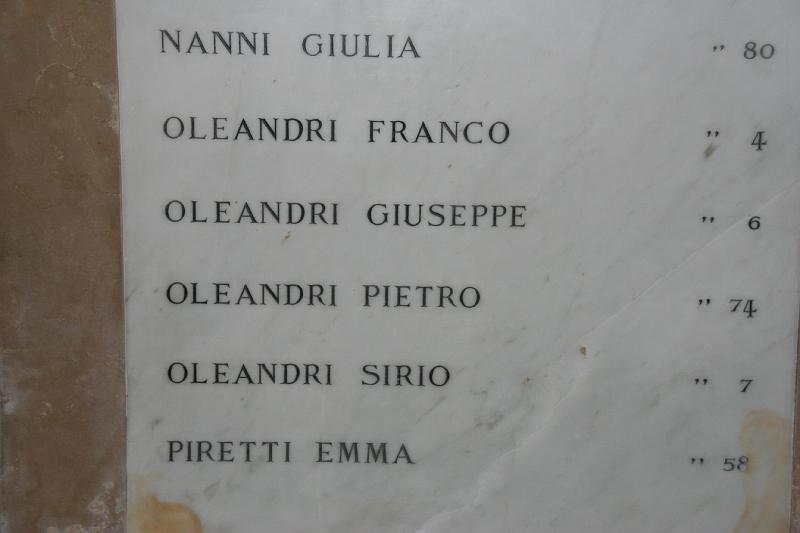 NANNI GIULIA " 80
OLEANDRI FRANCO " 4
OLEANDRI GIUSEPPE " 6
OLEANDRI PIETRO " 74
OLEANDRI SIRIO " 7
PIRETTI EMMA " 58